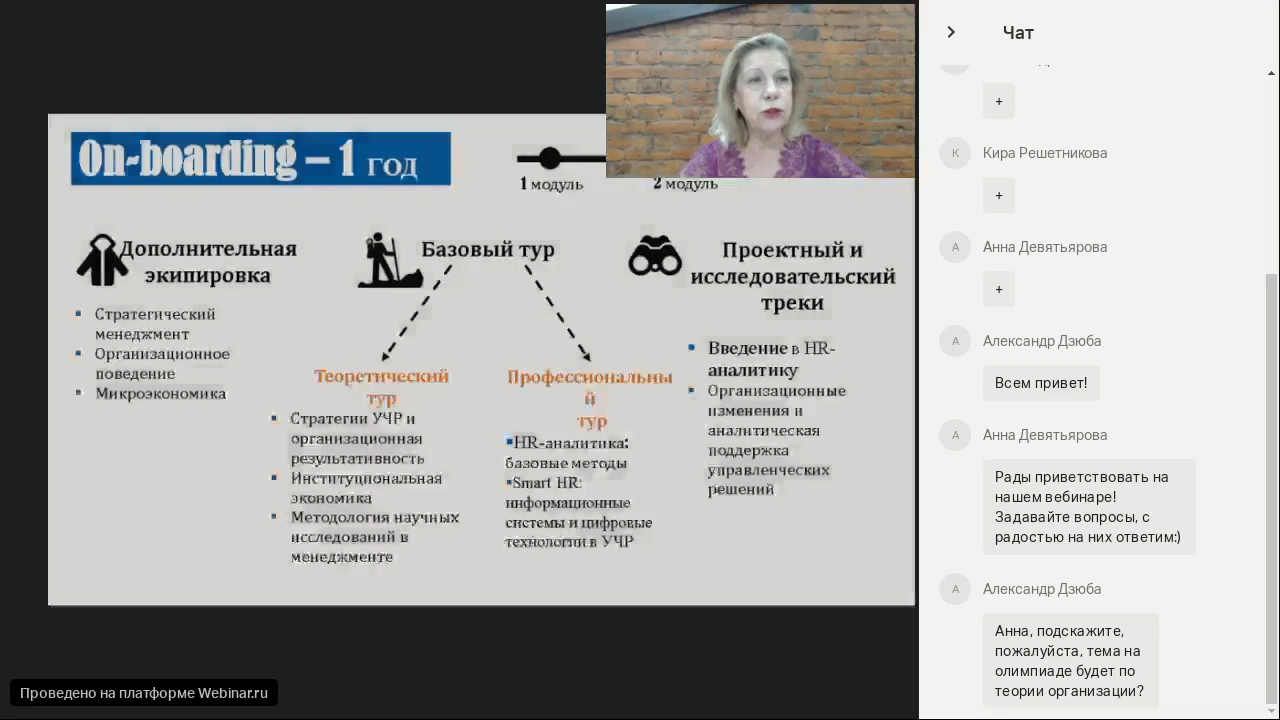 On-boarding – 1 год
1 модуль
2 модуль
Дополнительная
экипировка
▪ Стратегический
менеджмент
▪ Организационное
поведение
▪ Микроэкономика
Базовый тур
Теоретический
тур
▪ Стратегии УЧР и
организационная
результативность
▪ Институциональная
экономика
▪ Методология научных
исследований в
менеджменте
Профессиональны
й
тур
▪HR-аналитика:
базовые методы
▪Smart HR:
информационные
системы и цифровые
технологии в УЧР
Проектный и
исследовательский
треки
▪ Введение в HR-
аналитику
▪ Организационные
изменения и
аналитическая
поддержка
управленческих
решений
Проведено на платформе Webinar.ru
Чат
+
К
Кира Решетникова
+
А
Анна Девятьярова
+
А
Александр Дзюба
Всем привет!
А
Анна Девятьярова
Рады приветствовать на
нашем вебинаре!
Задавайте вопросы, с
радостью на них ответим:)
А
Александр Дзюба
Анна, подскажите,
пожалуйста, тема на
олимпиаде будет по
теории организации?